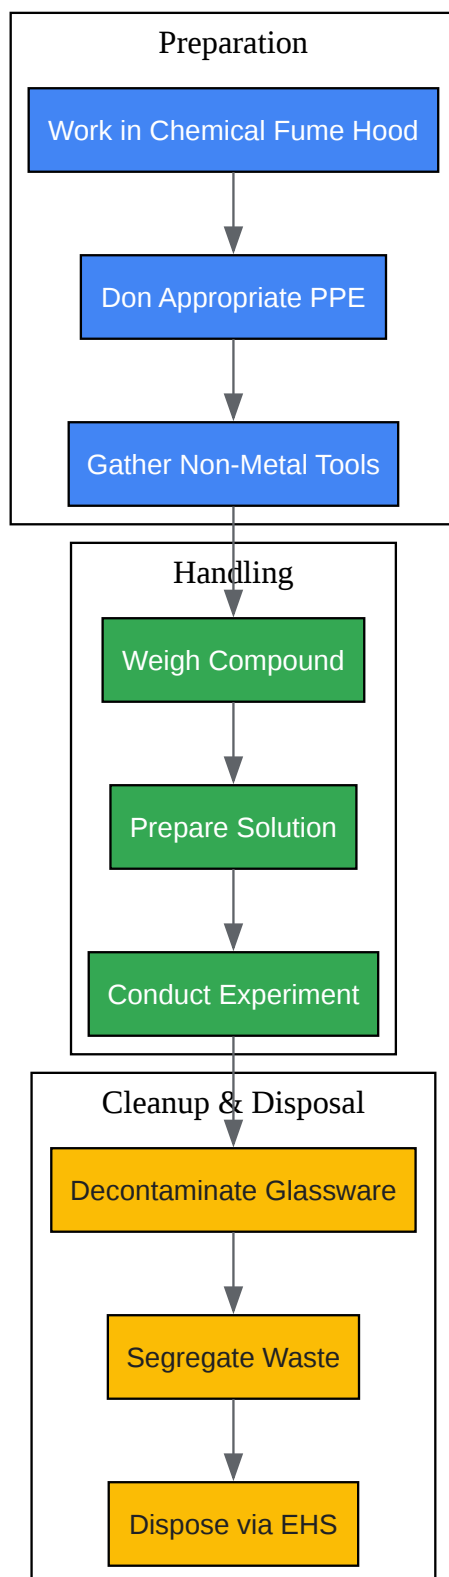 Preparation
Work in Chemical Fume Hood
Don Appropriate PPE
Gather Non-Metal Tools
Handling
Weigh Compound
Prepare Solution
Conduct Experiment
Cleanup & Disposal
Decontaminate Glassware
Segregate Waste
Dispose via EHS